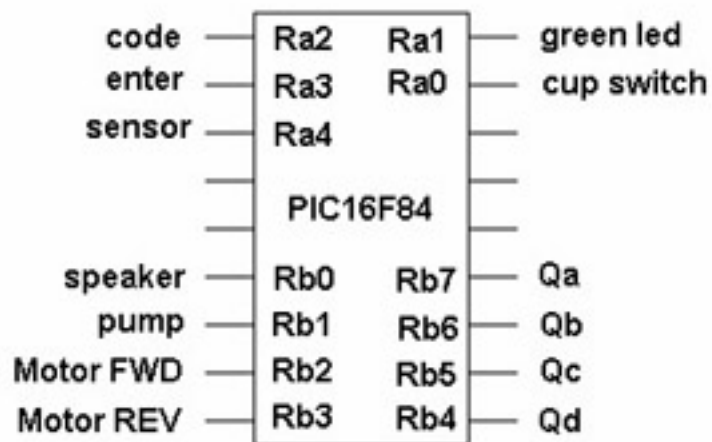 code Ra2 Ra1 green led
enter Ra3 Ra0 cup switch
sensor Ra4
PIC16F84
speaker Rb0 Rb7 Qa
pump Rb1 Rb6 Qb
Motor FWD Rb2 Rb5 Qc
Motor REV Rb3 Rb4 Qd